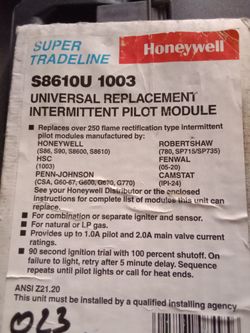 SUPER
TRADELINE
Honeywell
S8610U 1003
UNIVERSAL REPLACEMENT
INTERMITTENT PILOT MODULE
■ Replaces over 250 flame rectification type intermittent
pilot modules manufactured by:
HONEYWELL
(S86, S90, S8600, S8610)
HSC
(1003)
PENN-JOHNSON
(CSA, G60-67, G600, G670, G770)
ROBERTSHAW
(780, SP715/SP735)
FENWAL
(05-20)
CAMSTAT
(IPI-24)
See your Honeywell Distributor or the enclosed
Instructions for complete list of modules this unit can
replace.
■ For combination or separate igniter and sensor.
■ For natural or LP gas.
■ Provides up to 1.0A pilot and 2.0A main valve current
ratings.
■ 90 second ignition trial with 100 percent shutoff. On
failure to light, retry after 5 minute delay. Sequence
repeats until pilot lights or call for heat ends.
ANSI Z21.20
This unit must be installed by a qualified installing agency